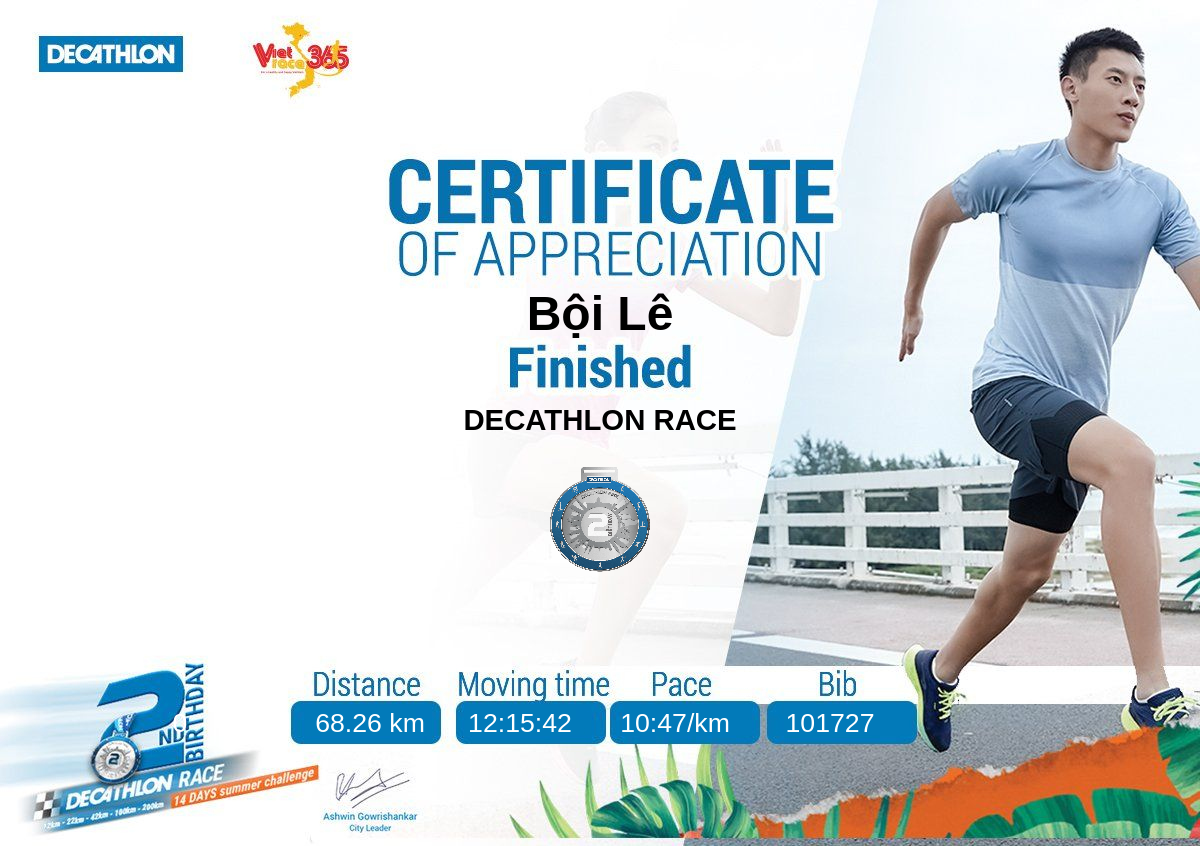 DECATHLON
Viet
race 365
CERTIFICATE
OF APPRECIATION
Bội Lê
Finished
DECATHLON RACE
2
Distance
Moving time
Pace
Bib
68.26 km
12:15:42
10:47/km
101727
2ND
BIRTHDAY
2
DECATHLON RACE
12km - 22km - 42km - 100km - 200km
14 DAYS summer challenge
Ashwin Gowrishankar
City Leader